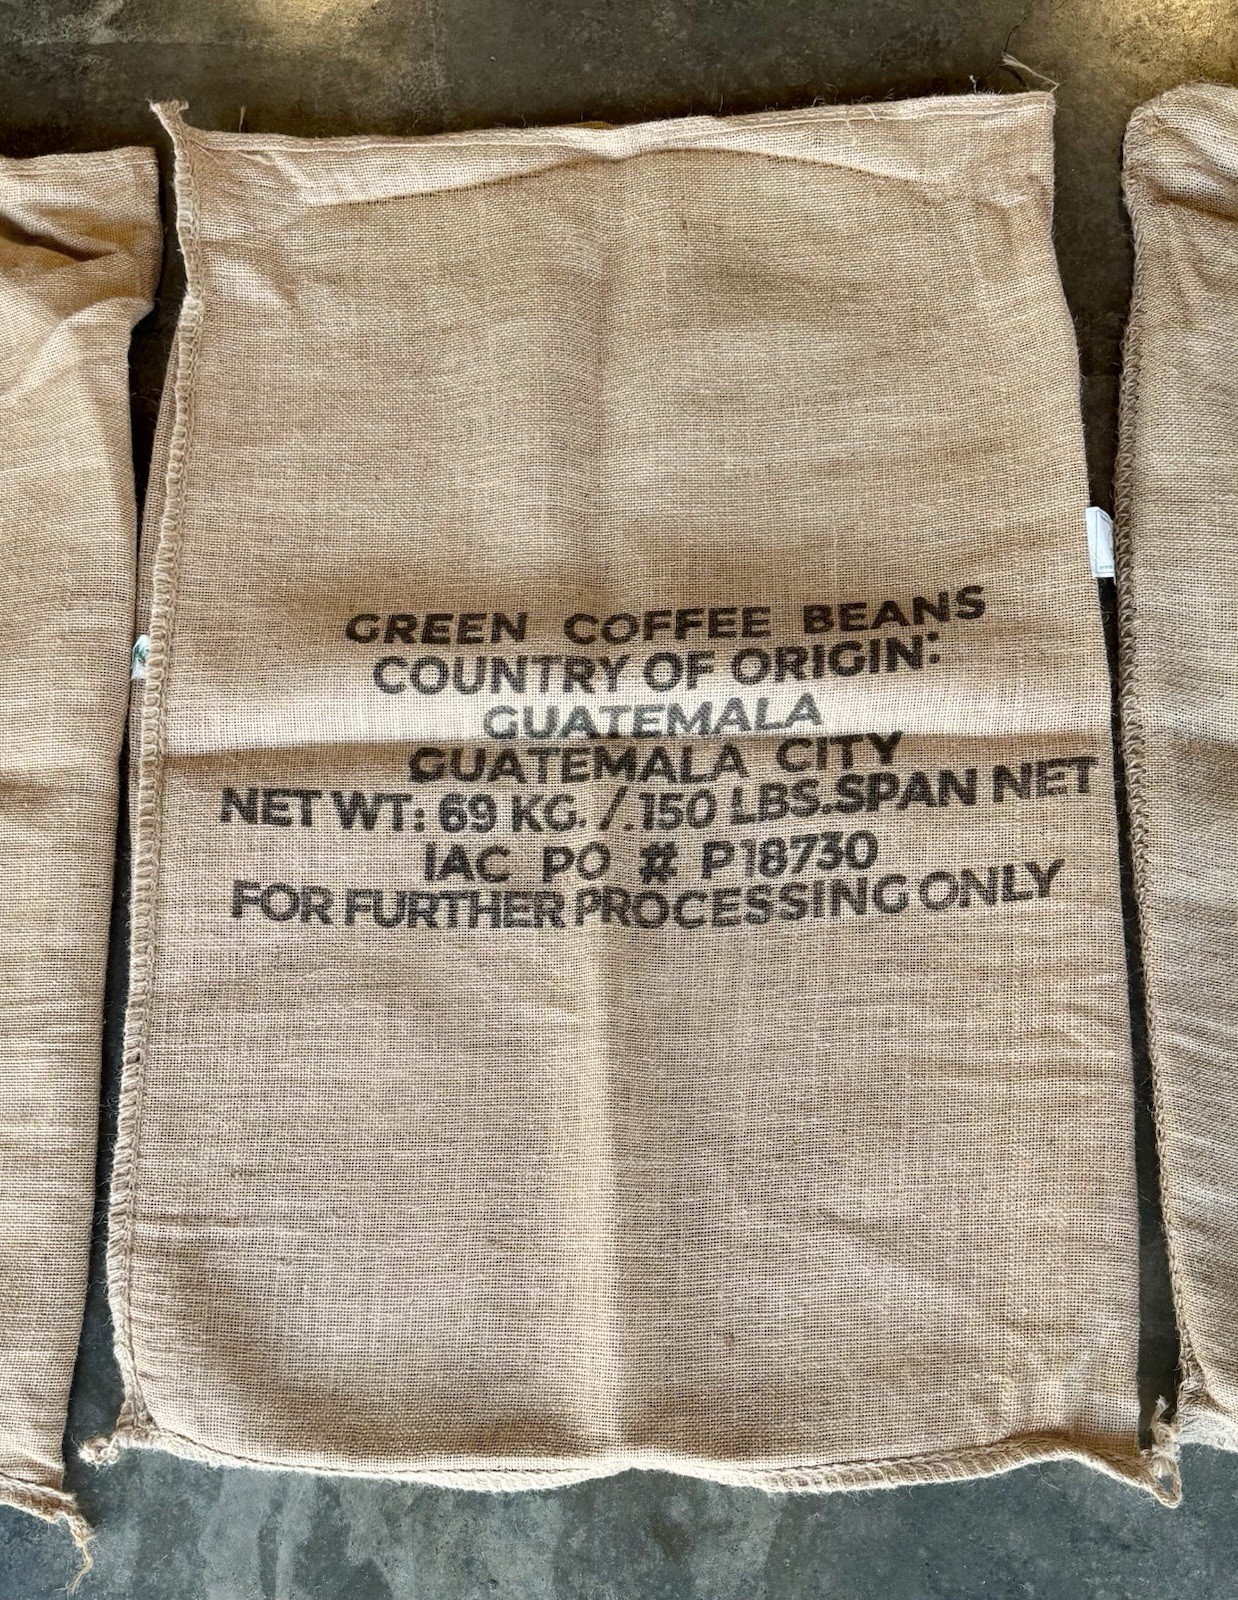 GREEN COFFEE BEANS
COUNTRY OF ORIGIN:
GUATEMALA
GUATEMALA CITY
NET WT: 69 KG. /.150 LBS.SPAN NET
IAC PO # P18730
FOR FURTHER PROCESSING ONLY